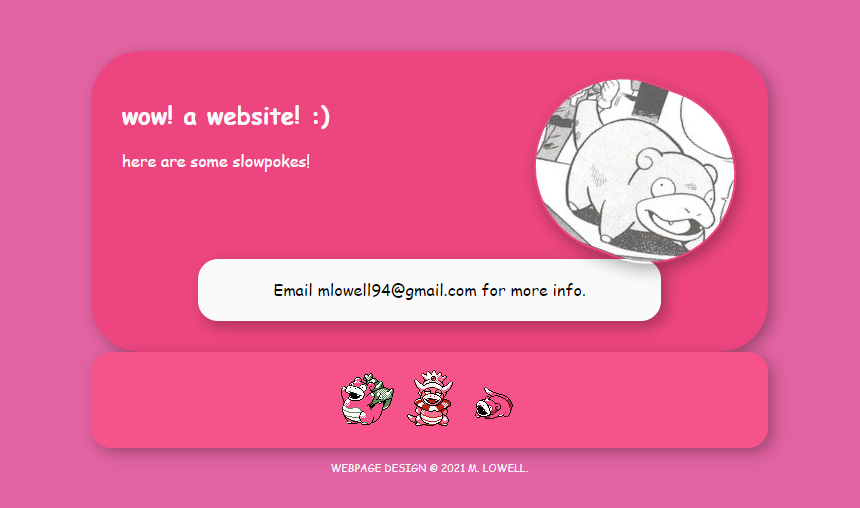 wow! a website! :)
here are some slowpokes!
Email mlowell94@gmail.com for more info.
WEBPAGE DESIGN © 2021 M. LOWELL.